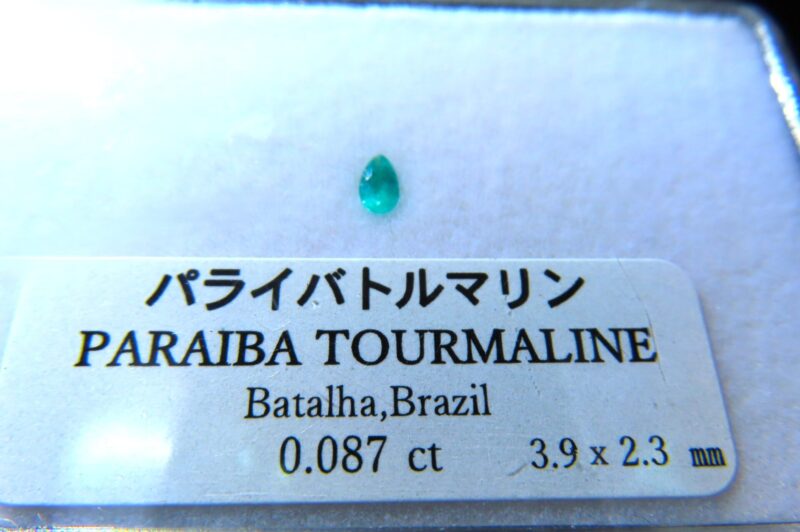 パライバトルマリン
PARAIBA TOURMALINE
Batalha,Brazil
0.087 ct 3.9 x 2.3 mm